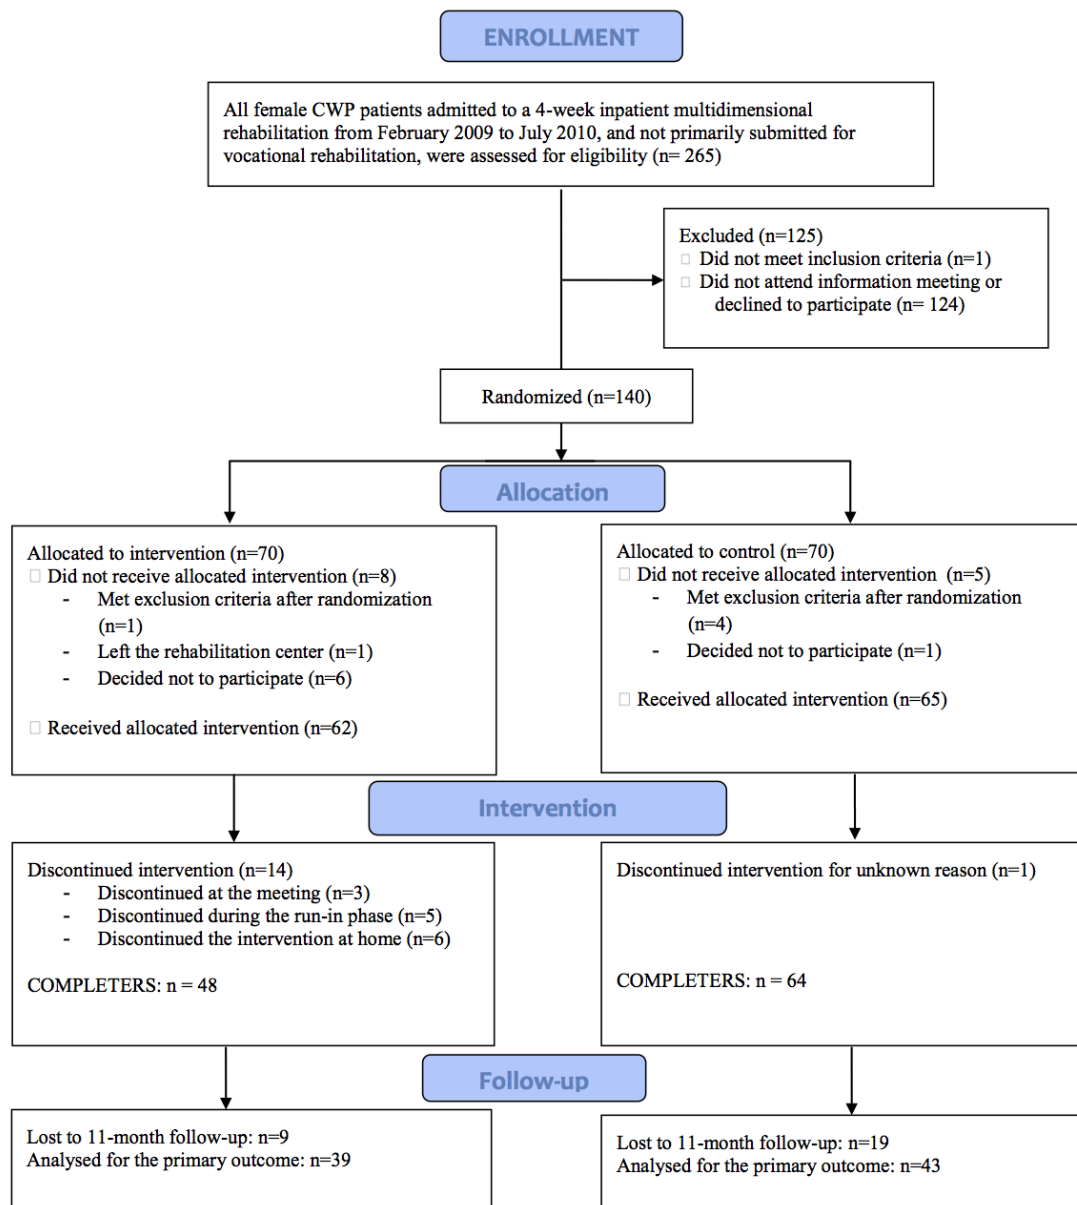 ENROLLMENT
All female CWP patients admitted to a 4-week inpatient multidimensional
rehabilitation from February 2009 to July 2010, and not primarily submitted for
vocational rehabilitation, were assessed for eligibility (n= 265)
Excluded (n=125)
□ Did not meet inclusion criteria (n=1)
□ Did not attend information meeting or
declined to participate (n= 124)
Randomized (n=140)
Allocation
Allocated to intervention (n=70)
□ Did not receive allocated intervention (n=8)
- Met exclusion criteria after randomization
(n=1)
- Left the rehabilitation center (n=1)
- Decided not to participate (n=6)
□ Received allocated intervention (n=62)
Allocated to control (n=70)
□ Did not receive allocated intervention (n=5)
- Met exclusion criteria after randomization
(n=4)
- Decided not to participate (n=1)
□ Received allocated intervention (n=65)
Intervention
Discontinued intervention (n=14)
- Discontinued at the meeting (n=3)
- Discontinued during the run-in phase (n=5)
- Discontinued the intervention at home (n=6)
COMPLETERS: n = 48
Discontinued intervention for unknown reason (n=1)
COMPLETERS: n = 64
Follow-up
Lost to 11-month follow-up: n=9
Analysed for the primary outcome: n=39
Lost to 11-month follow-up: n=19
Analysed for the primary outcome: n=43